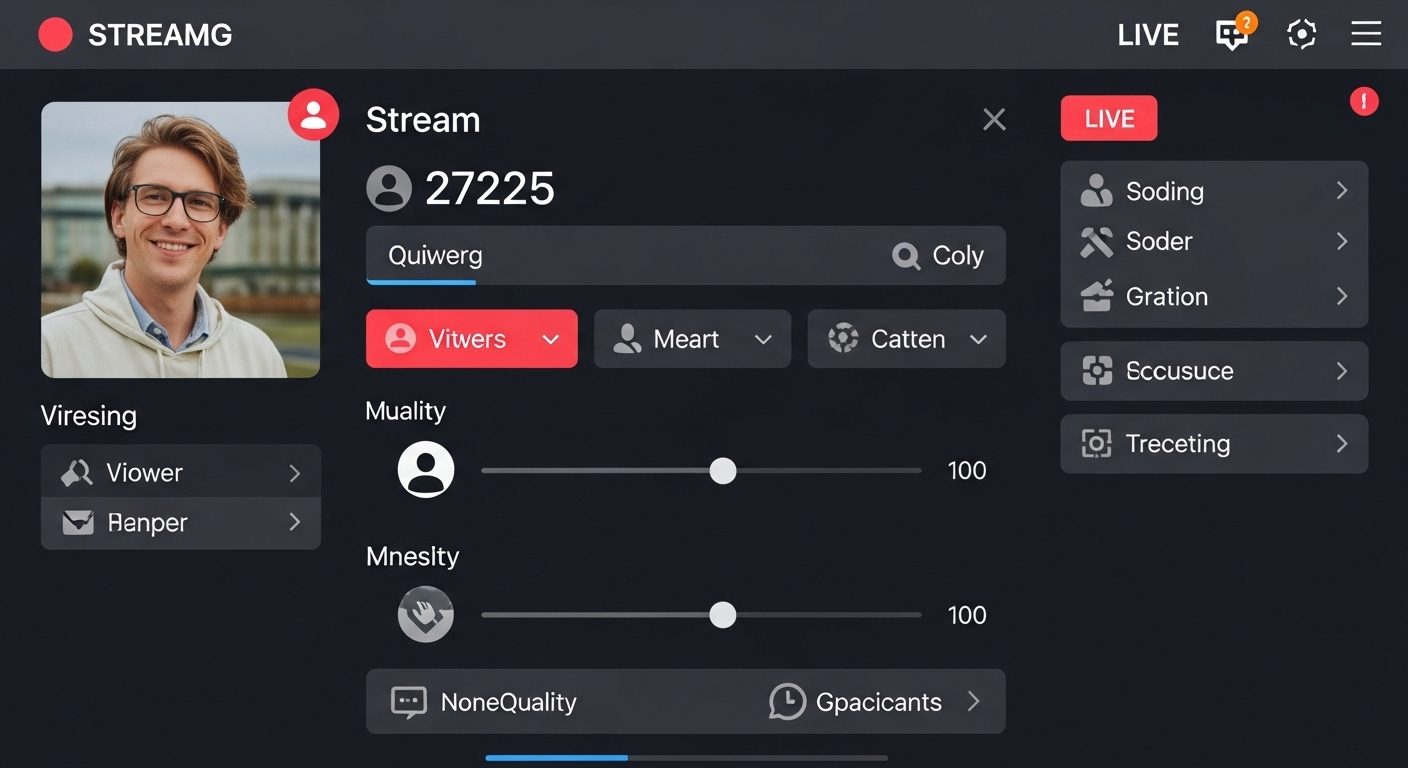 STREAMG
LIVE
2
Stream
27225
Quiwerg
Coly
Vitwers
Meart
Catten
Muality
100
Mneslty
100
NoneQuality
Gpacicants
Viresing
Viower
Banper
LIVE
!
Soding
Soder
Gration
Sccusuce
Treceting